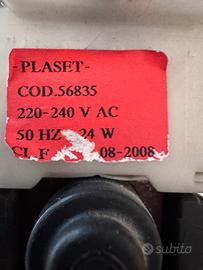 -PLASET-
COD.56835
220-240 V AC
50 HZ 24 W
CL F 08-2008
subito